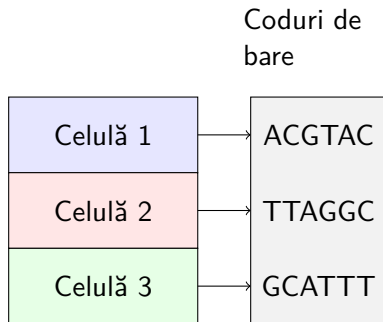 Coduri de
bare
Celulă 1
ACGTAC
Celulă 2
TTAGGC
Celulă 3
GCATTT